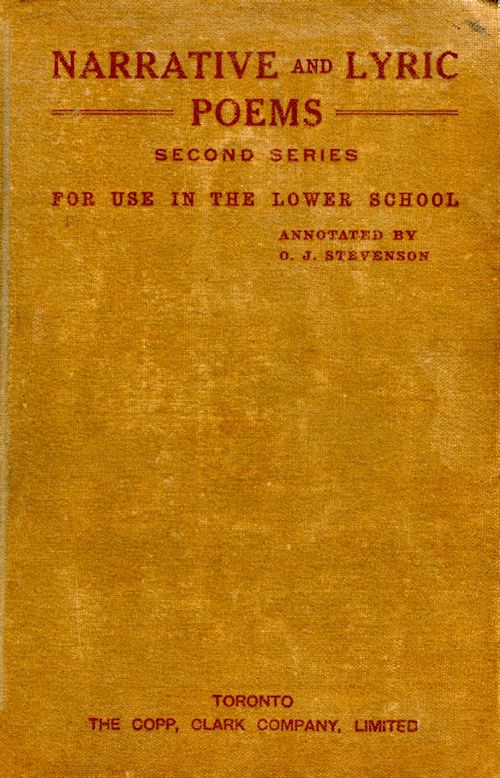 NARRATIVE AND LYRIC
POEMS
SECOND SERIES
FOR USE IN THE LOWER SCHOOL
ANNOTATED BY
O. J. STEVENSON
TORONTO
THE COPP, CLARK COMPANY, LIMITED